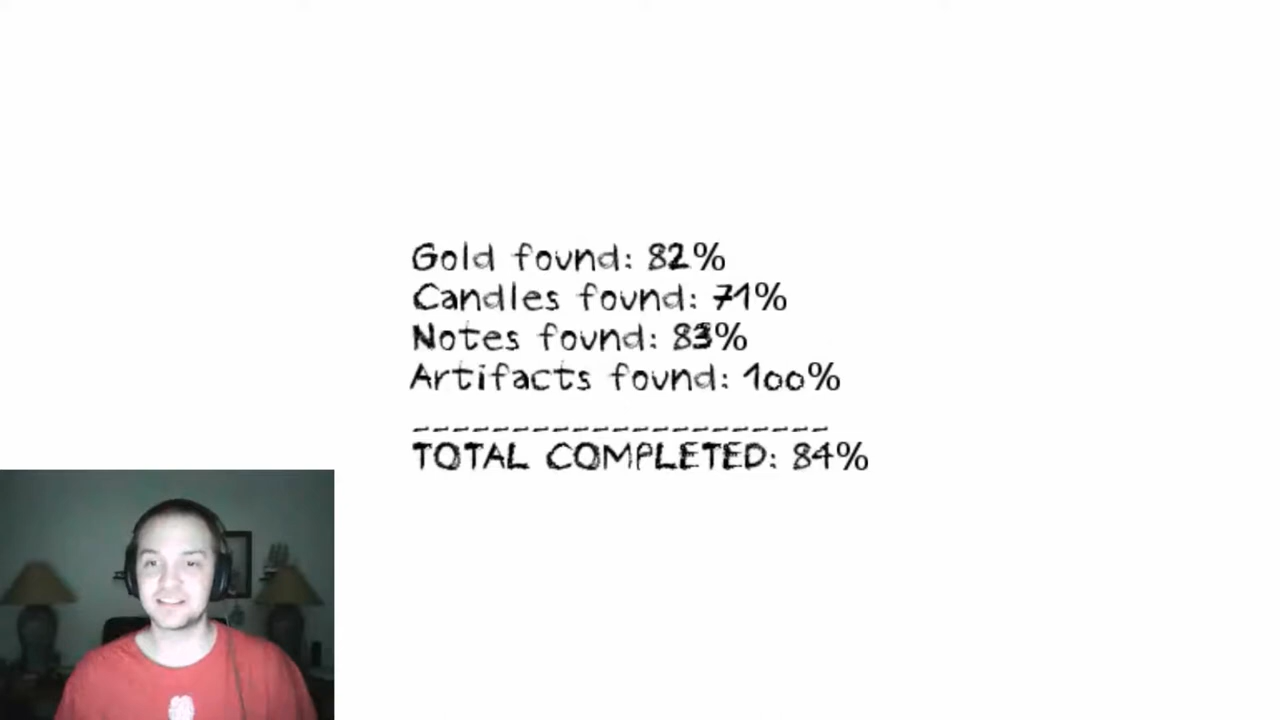 Gold found: 82%
Candles found: 71%
Notes found: 83%
Artifacts found: 100%
_ _ _ _ _ _ _ _ _ _ _ _ _ _ _ _ _ _ _ _ _
TOTAL COMPLETED: 84%